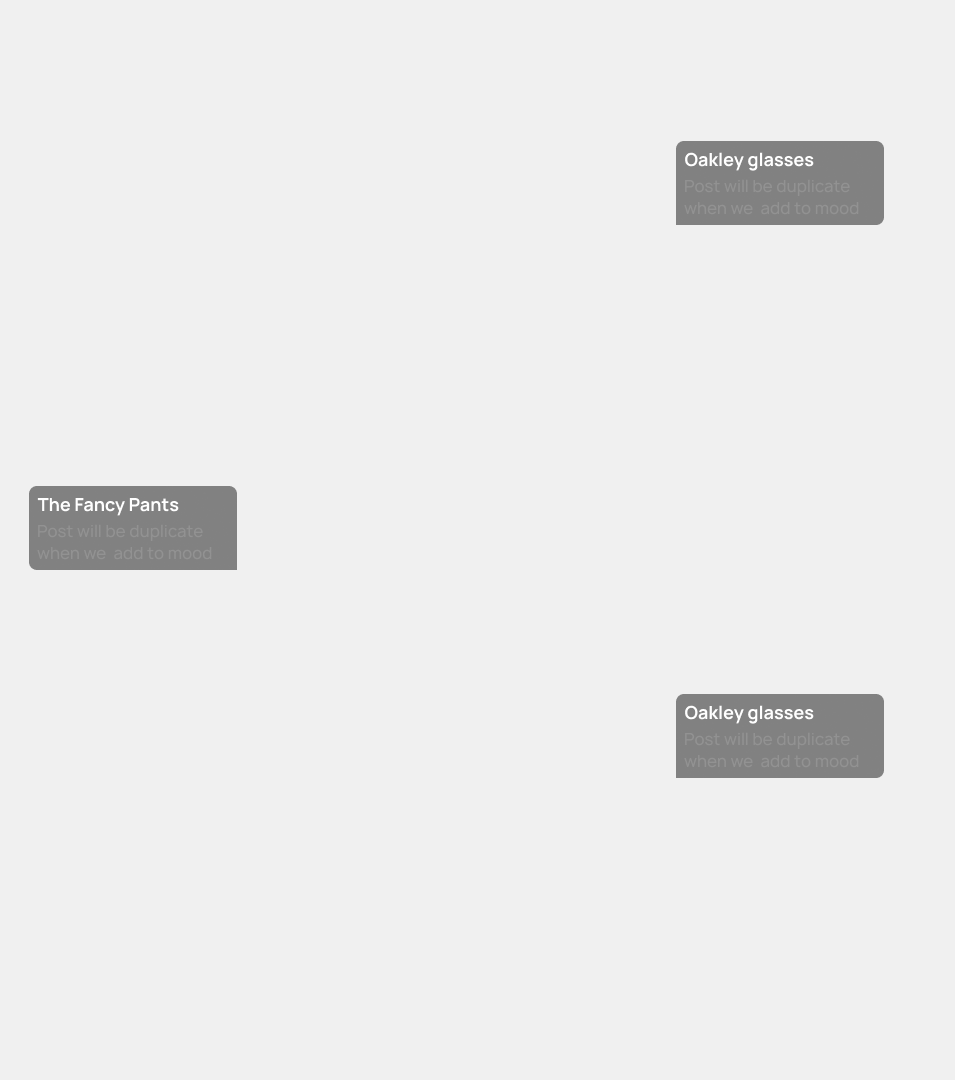 Oakley glasses
Post will be duplicate
when we  add to mood
The Fancy Pants
Post will be duplicate
when we  add to mood
Oakley glasses
Post will be duplicate
when we  add to mood